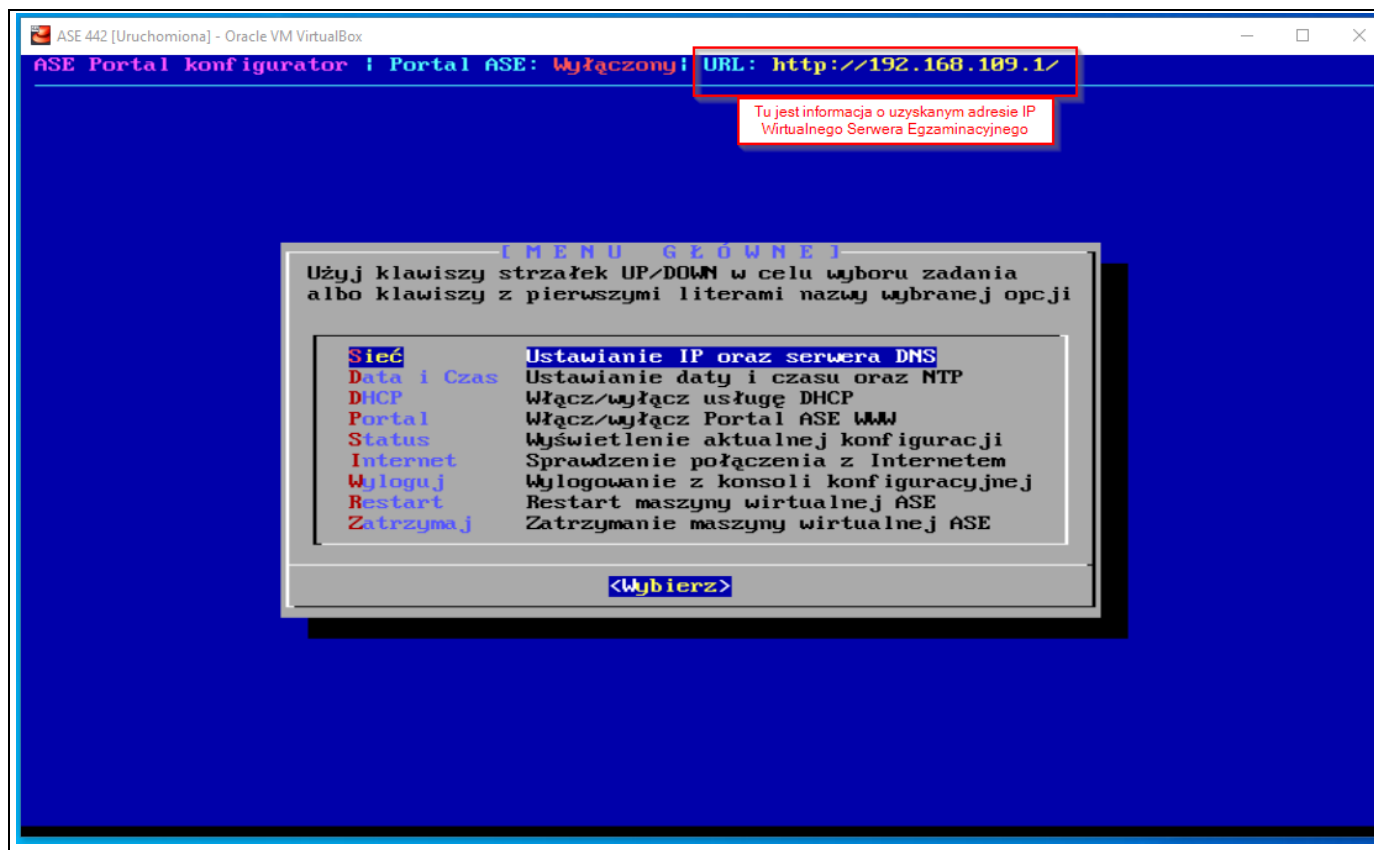 ASE 442 [Uruchomiona] - Oracle VM VirtualBox
ASE Portal konfigurator | Portal ASE: Wyłączony| URL: http://192.168.109.1/
Tu jest informacja o uzyskanym adresie IP
Wirtualnego Serwera Egzaminacyjnego
[ M E N U   G Ł Ó W N E ]
Użyj klawiszy strzałek UP/DOWN w celu wyboru zadania
albo klawiszy z pierwszymi literami nazwy wybranej opcji
Sieć Ustawianie IP oraz serwera DNS
Data i Czas Ustawianie daty i czasu oraz NTP
DHCP Włącz/wyłącz usługę DHCP
Portal Włącz/wyłącz Portal ASE WWW
Status Wyświetlenie aktualnej konfiguracji
Internet Sprawdzenie połączenia z Internetem
Wyloguj Wylogowanie z konsoli konfiguracyjnej
Restart Restart maszyny wirtualnej ASE
Zatrzymaj Zatrzymanie maszyny wirtualnej ASE
<Wybierz>